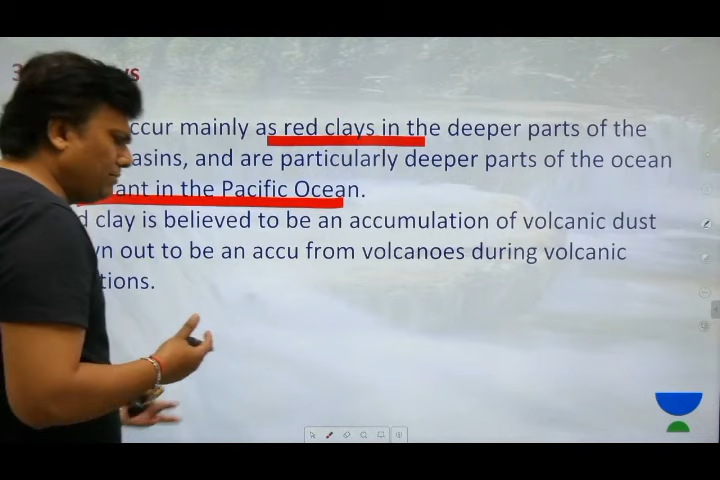 ccur mainly as red clays in the deeper parts of the
asins, and are particularly deeper parts of the ocean
ant in the Pacific Ocean.
d clay is believed to be an accumulation of volcanic dust
n out to be an accu from volcanoes during volcanic
tions.